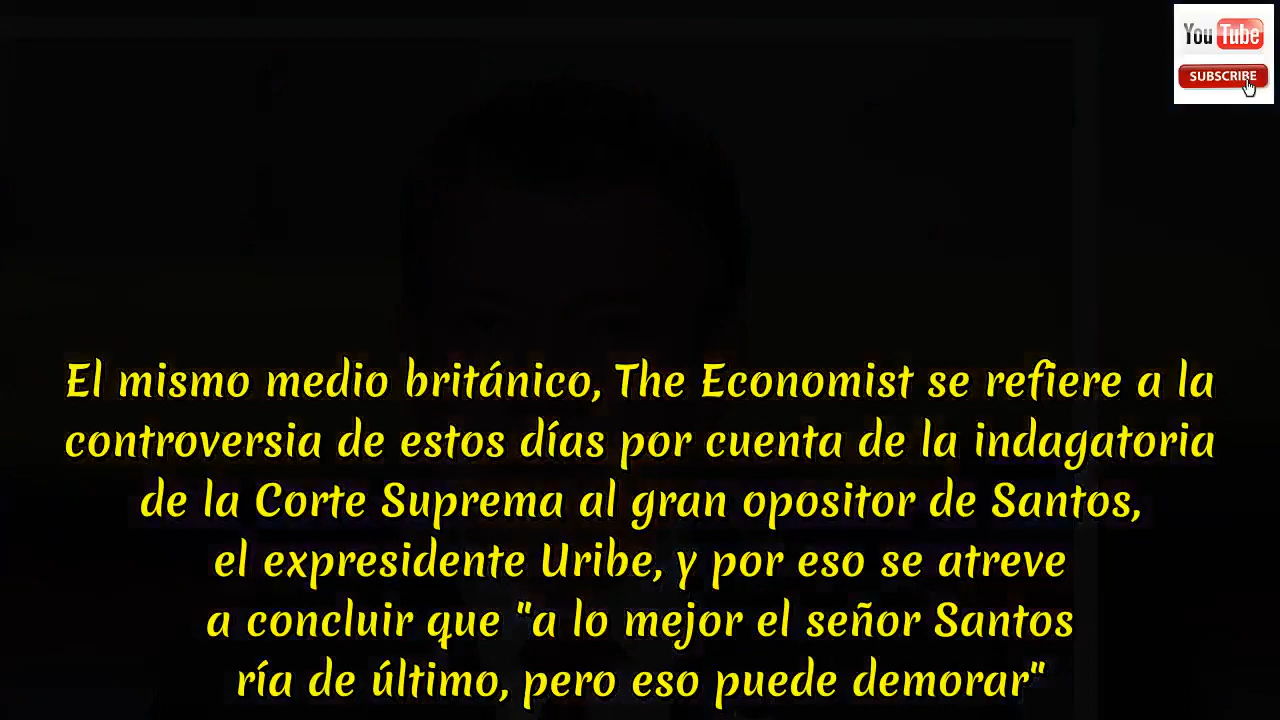 You Tube
SUBSCRIBE
El mismo medio británico, The Economist se refiere a la
controversia de estos días por cuenta de la indagatoria
de la Corte Suprema al gran opositor de Santos,
el expresidente Uribe, y por eso se atreve
a concluir que "a lo mejor el señor Santos
ría de último, pero eso puede demorar"